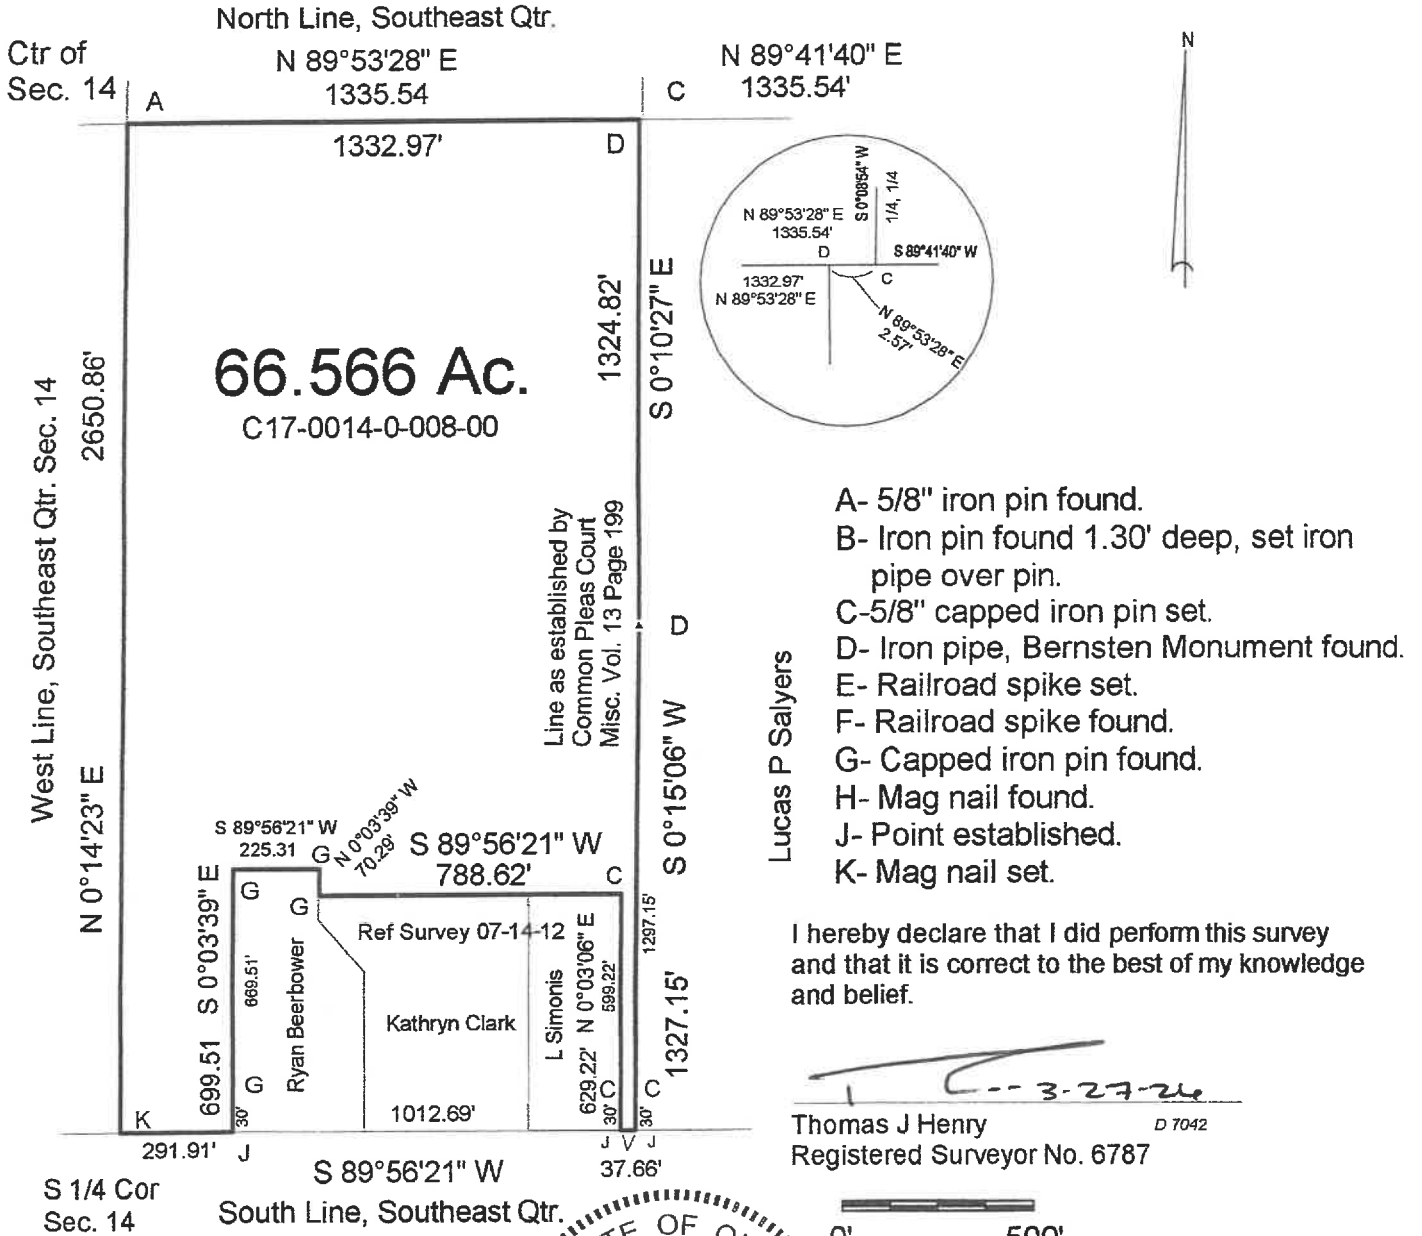 North Line, Southeast Qtr.
Ctr of
Sec. 14
N 89°53'28" E
1335.54
N 89°41'40" E
1335.54'
A
C
N
1332.97'
D
S 0°08'54" W
1/4, 1/4
N 89°53'28" E
1335.54'
D
S 89°41'40" W
1332.97'
N 89°53'28" E
C
N 89°53'28" E
2.57'
1324.82'
S 0°10'27" E
66.566 Ac.
C17-0014-0-008-00
2650.86'
West Line, Southeast Qtr. Sec. 14
N 0°14'23" E
Line as established by
Common Pleas Court
Misc. Vol. 13 Page 199
D
S 0°15'06" W
Lucas P Salyers
A- 5/8" iron pin found.
B- Iron pin found 1.30' deep, set iron
pipe over pin.
C-5/8" capped iron pin set.
D- Iron pipe, Bernsten Monument found.
E- Railroad spike set.
F- Railroad spike found.
G- Capped iron pin found.
H- Mag nail found.
J- Point established.
K- Mag nail set.
S 89°56'21" W
225.31
G
N 0°03'39" W
70.29'
S 89°56'21" W
788.62'
C
G
G
Ref Survey 07-14-12
699.51 S 0°03'39" E
669.51'
Ryan Beerbower
Kathryn Clark
L Simonis
629.22' N 0°03'06" E
599.22'
1297.15'
1327.15'
G
C
C
K
30'
1012.69'
30'
30'
291.91'
J
J
J
S 89°56'21" W
37.66'
S 1/4 Cor
Sec. 14
South Line, Southeast Qtr.
I hereby declare that I did perform this survey
and that it is correct to the best of my knowledge
and belief.
3-27-24
Thomas J Henry
D 7042
Registered Surveyor No. 6787
OF
0'
500'